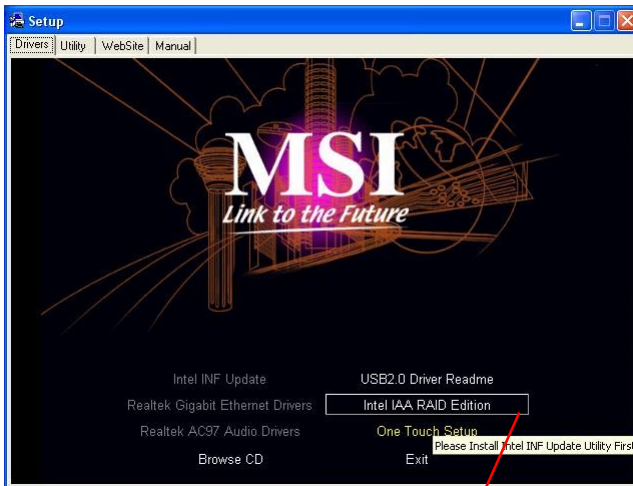 Setup
Drivers Utility WebSite Manual
MSI
Link to the Future
Intel INF Update USB2.0 Driver Readme
Realtek Gigabit Ethernet Drivers Intel IAA RAID Edition
Realtek AC97 Audio Drivers One Touch Setup
Please Install Intel INF Update Utility First
Browse CD Exit